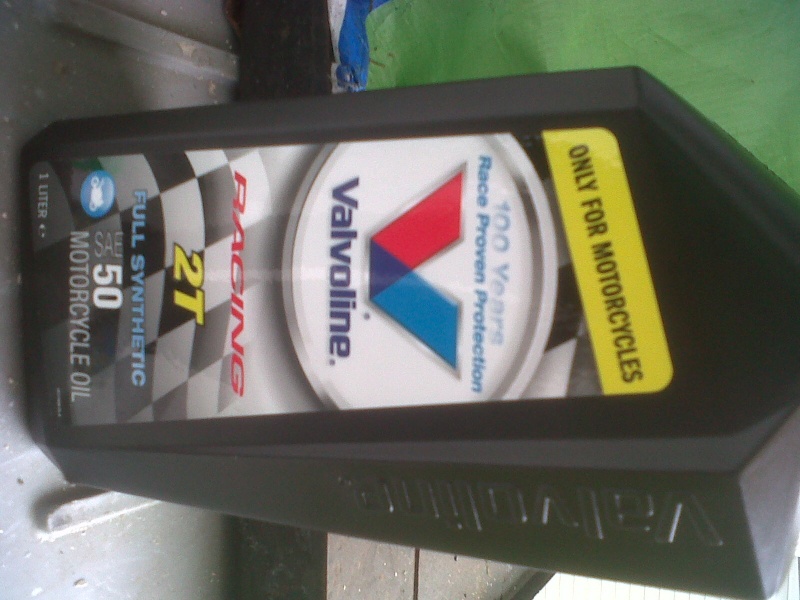 ONLY FOR MOTORCYCLES
100 Years
Race Proven Protection
Valvoline.
RACING
2T
FULL SYNTHETIC
SAE 50
MOTORCYCLE OIL
1 LITER e
Valvoline.